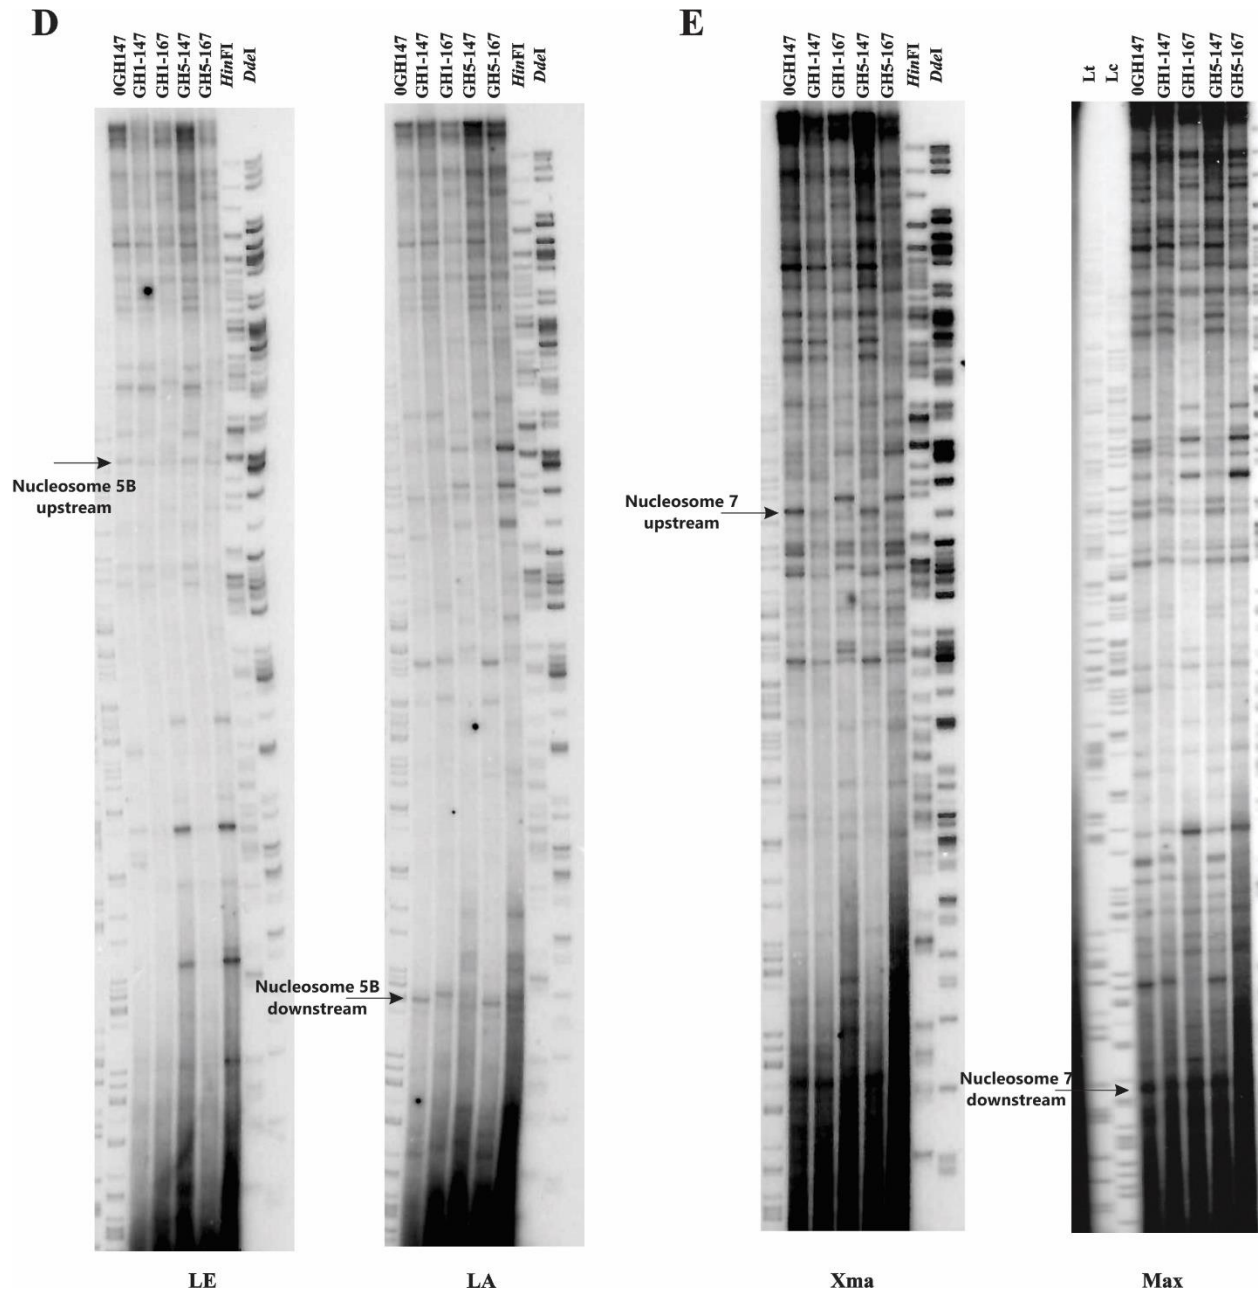 D
E
0GH147
GH1-147
GH1-167
GH5-147
GH5-167
HinFI
DdeI
0GH147
GH1-147
GH1-167
GH5-147
GH5-167
HinFI
DdeI
0GH147
GH1-147
GH1-167
GH5-147
GH5-167
HinFI
DdeI
Lt
Lc
0GH147
GH1-147
GH1-167
GH5-147
GH5-167
Nucleosome 5B
upstream
Nucleosome 5B
downstream
Nucleosome 7
upstream
Nucleosome 7
downstream
LE
LA
Xma
Max